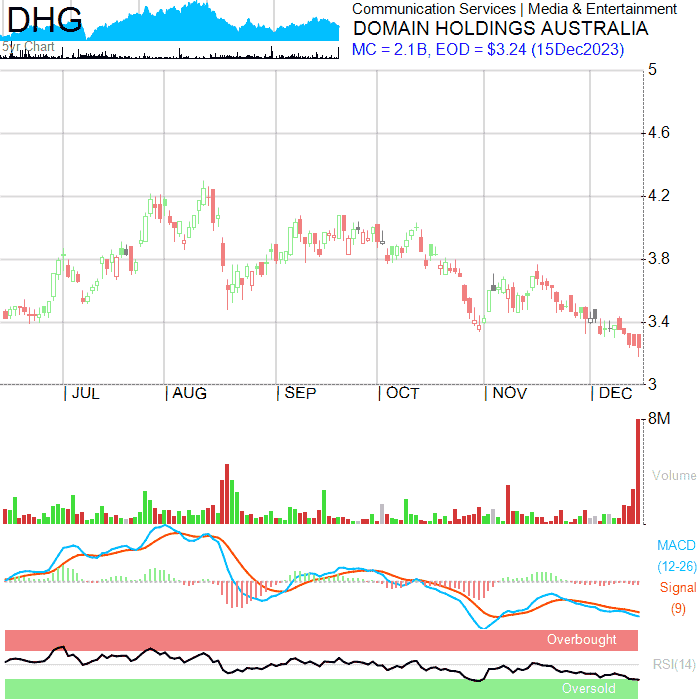 DHG
5yr Chart
Communication Services | Media & Entertainment
DOMAIN HOLDINGS AUSTRALIA
MC = 2.1B, EOD = $3.24 (15Dec2023)
5
4.6
4.2
3.8
3.4
3
| JUL | AUG | SEP | OCT | NOV | DEC
8M
Volume
MACD
(12-26)
Signal
(9)
Overbought
RSI(14)
Oversold